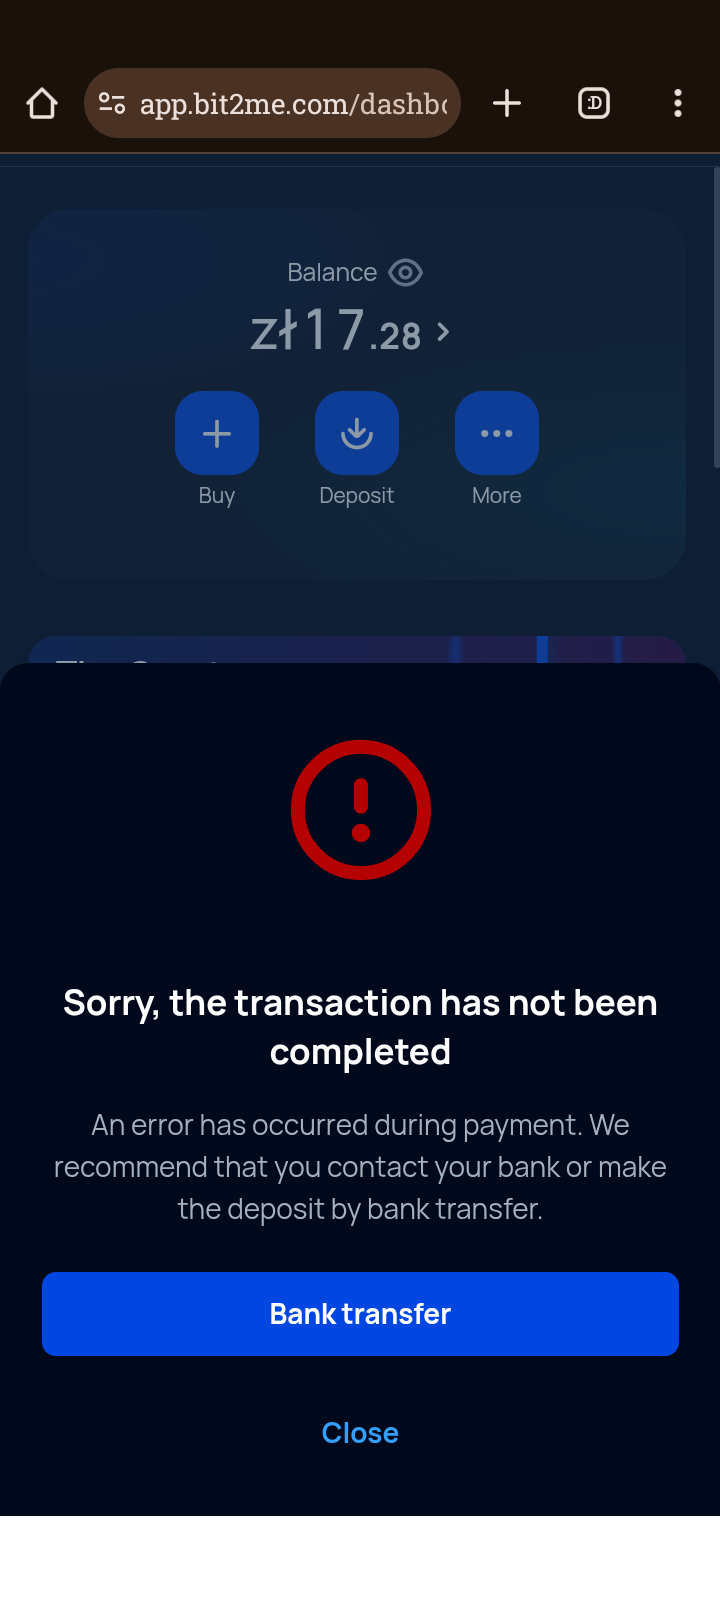 app.bit2me.com/dashb
:D
Balance
zł17.28
Buy
Deposit
More
Sorry, the transaction has not been
completed
An error has occurred during payment. We
recommend that you contact your bank or make
the deposit by bank transfer.
Bank transfer
Close